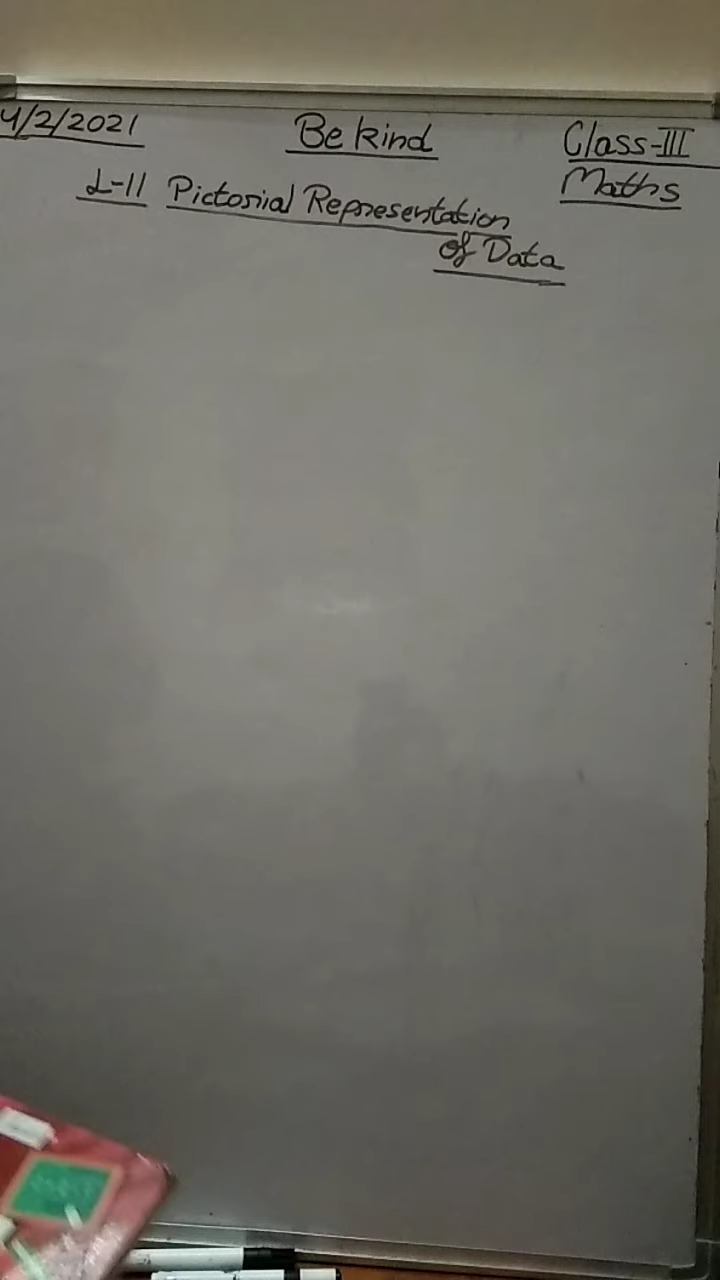 4/2/2021 Be kind Class-III
Maths
L-11 Pictorial Representation
of Data